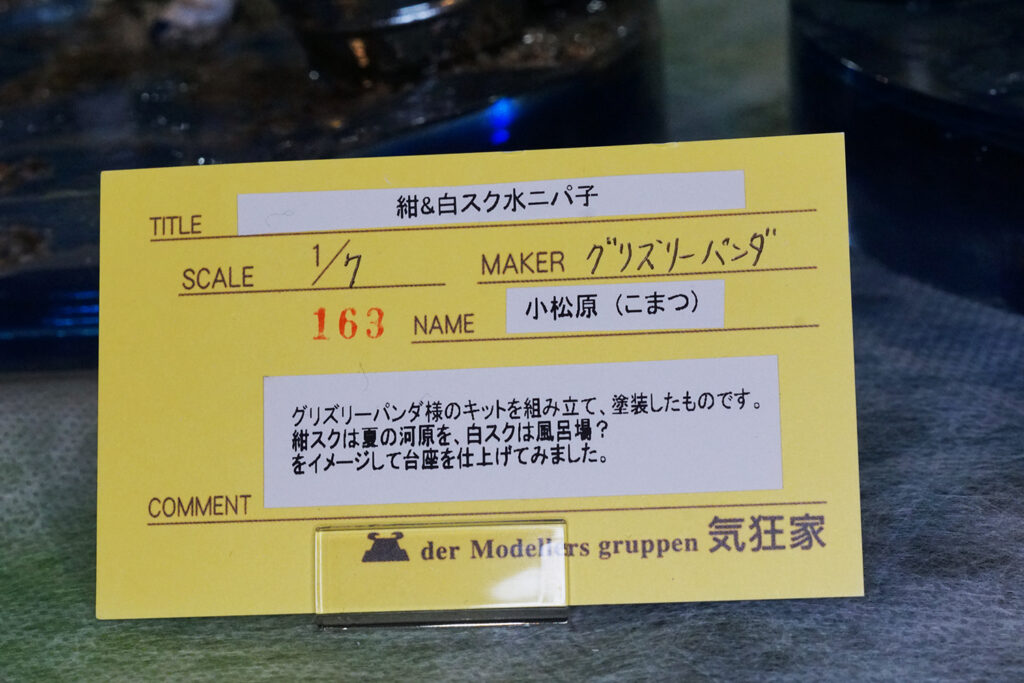 TITLE 紺&白スク水ニパ子
SCALE 1/7 MAKER グリズリーパンダ
163 NAME 小松原（こまつ）
グリズリーパンダ様のキットを組み立て、塗装したものです。
紺スクは夏の河原を、白スクは風呂場？
をイメージして台座を仕上げてみました。
COMMENT
der Modellers gruppen 気狂家